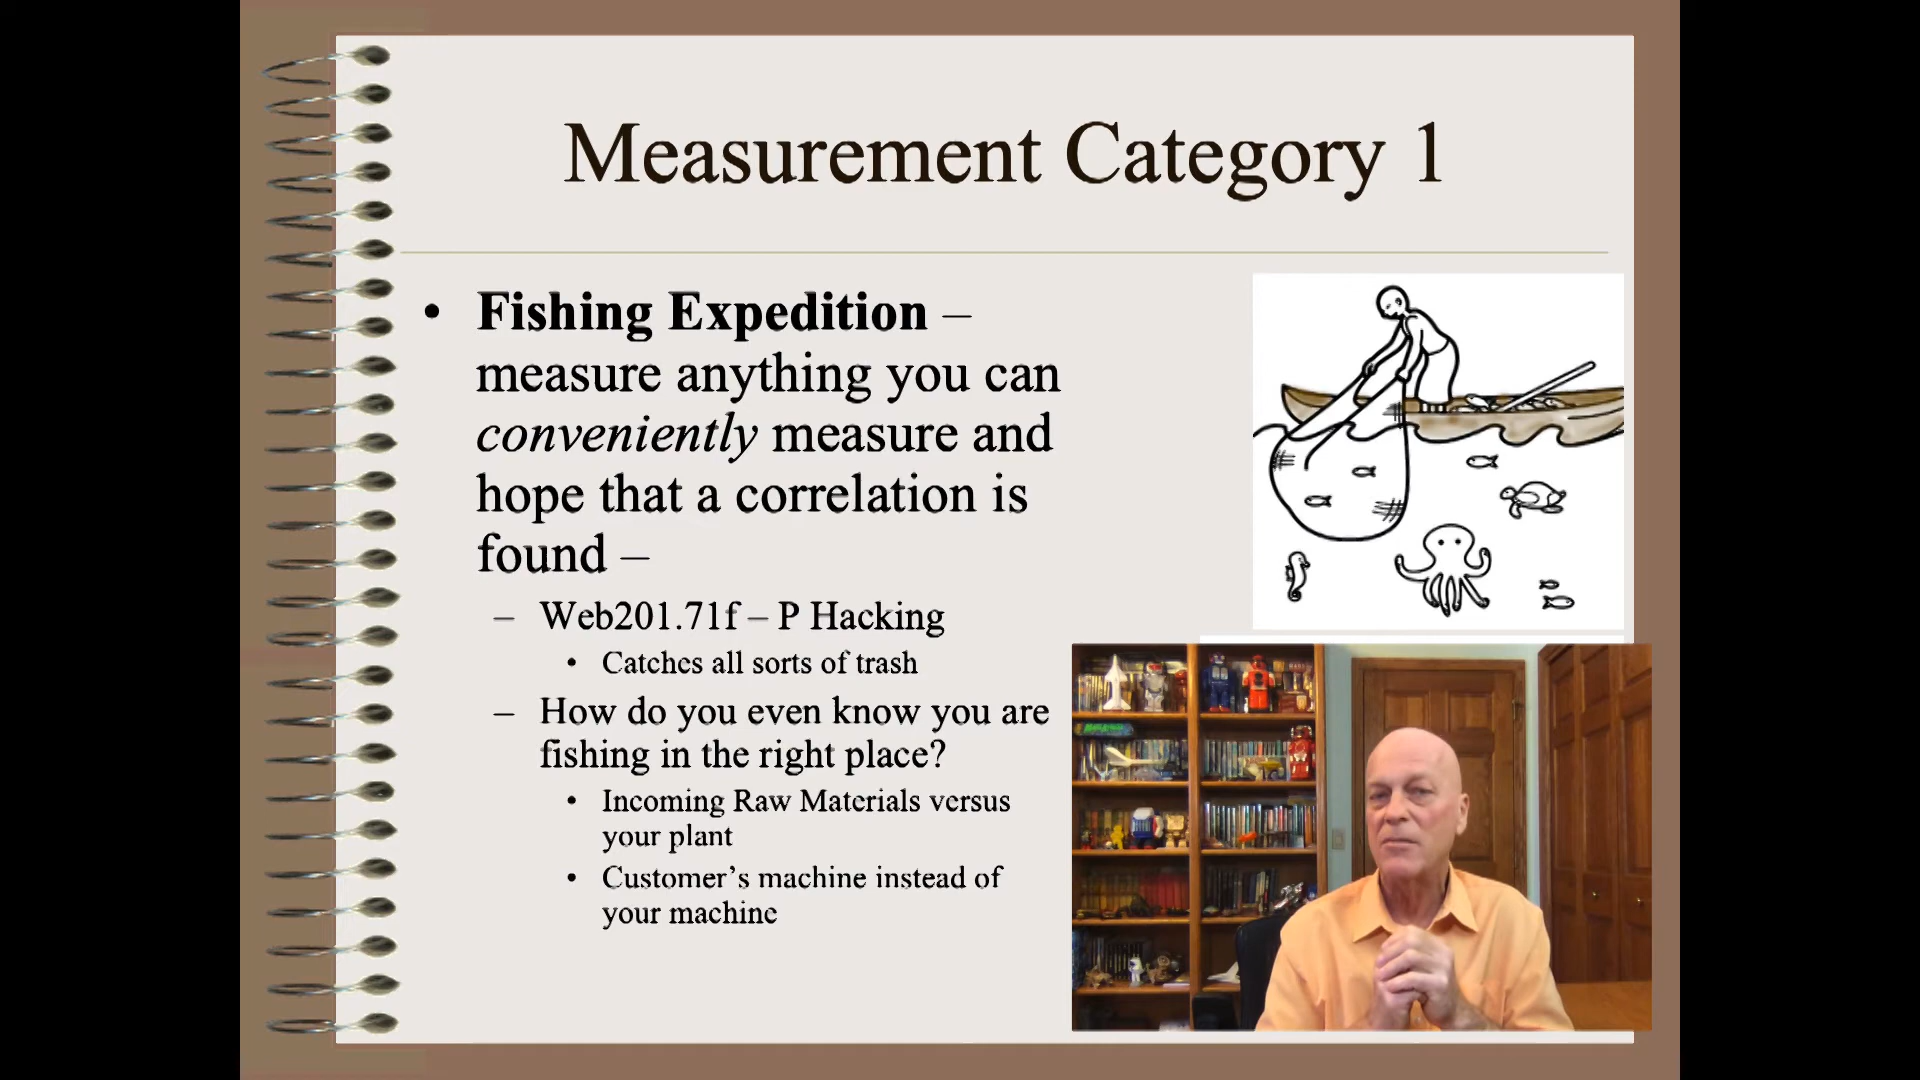 Measurement Category 1
• Fishing Expedition –
measure anything you can
conveniently measure and
hope that a correlation is
found –
– Web201.71f – P Hacking
• Catches all sorts of trash
– How do you even know you are
fishing in the right place?
• Incoming Raw Materials versus
your plant
• Customer’s machine instead of
your machine